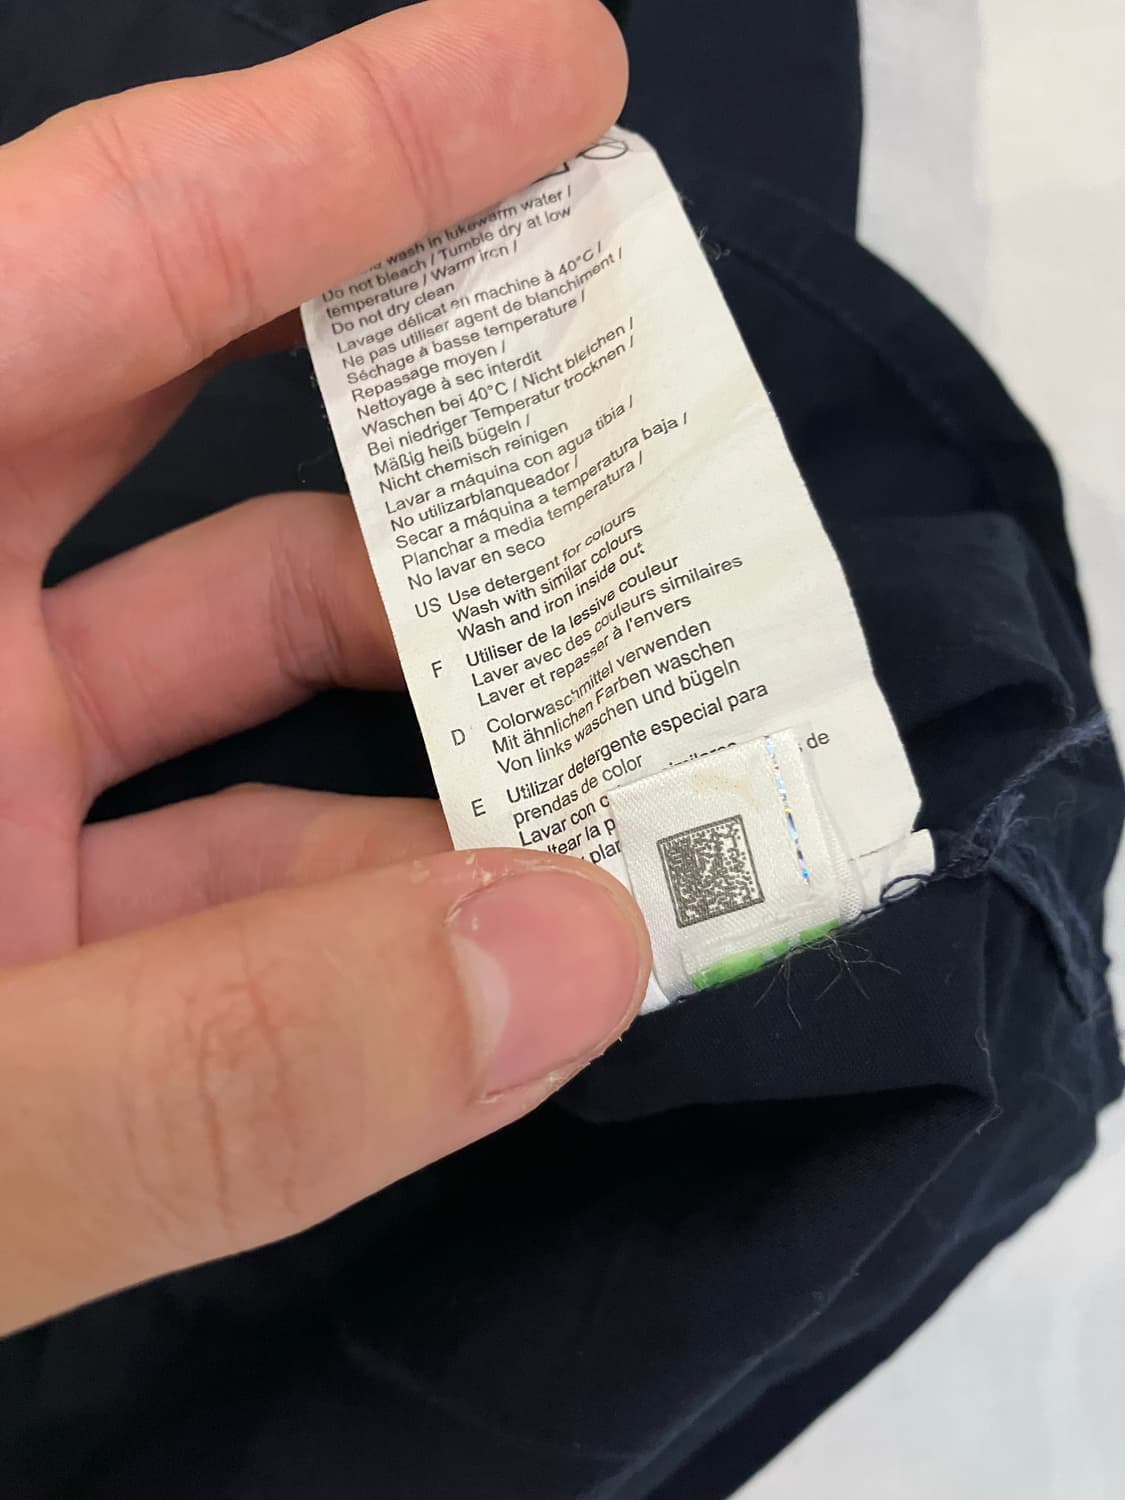 wash in lukewarm water /
Do not bleach / Tumble dry at low
temperature / Warm iron /
Do not dry clean
Lavage délicat en machine à 40°C /
Ne pas utiliser agent de blanchiment /
Séchage à basse temperature /
Repassage moyen /
Nettoyage à sec interdit
Waschen bei 40°C / Nicht bleichen /
Bei niedriger Temperatur trocknen /
Mäßig heiß bügeln /
Nicht chemisch reinigen
Lavar a máquina con agua tibia /
No utilizarblanqueador /
Secar a máquina a temperatura baja /
Planchar a media temperatura /
No lavar en seco
US Use detergent for colours
Wash with similar colours
Wash and iron inside out
F Utiliser de la lessive couleur
Laver avec des couleurs similaires
Laver et repasser à l'envers
D Colorwaschmittel verwenden
Mit ähnlichen Farben waschen
Von links waschen und bügeln
E Utilizar detergente especial para
prendas de color
Lavar con de
la